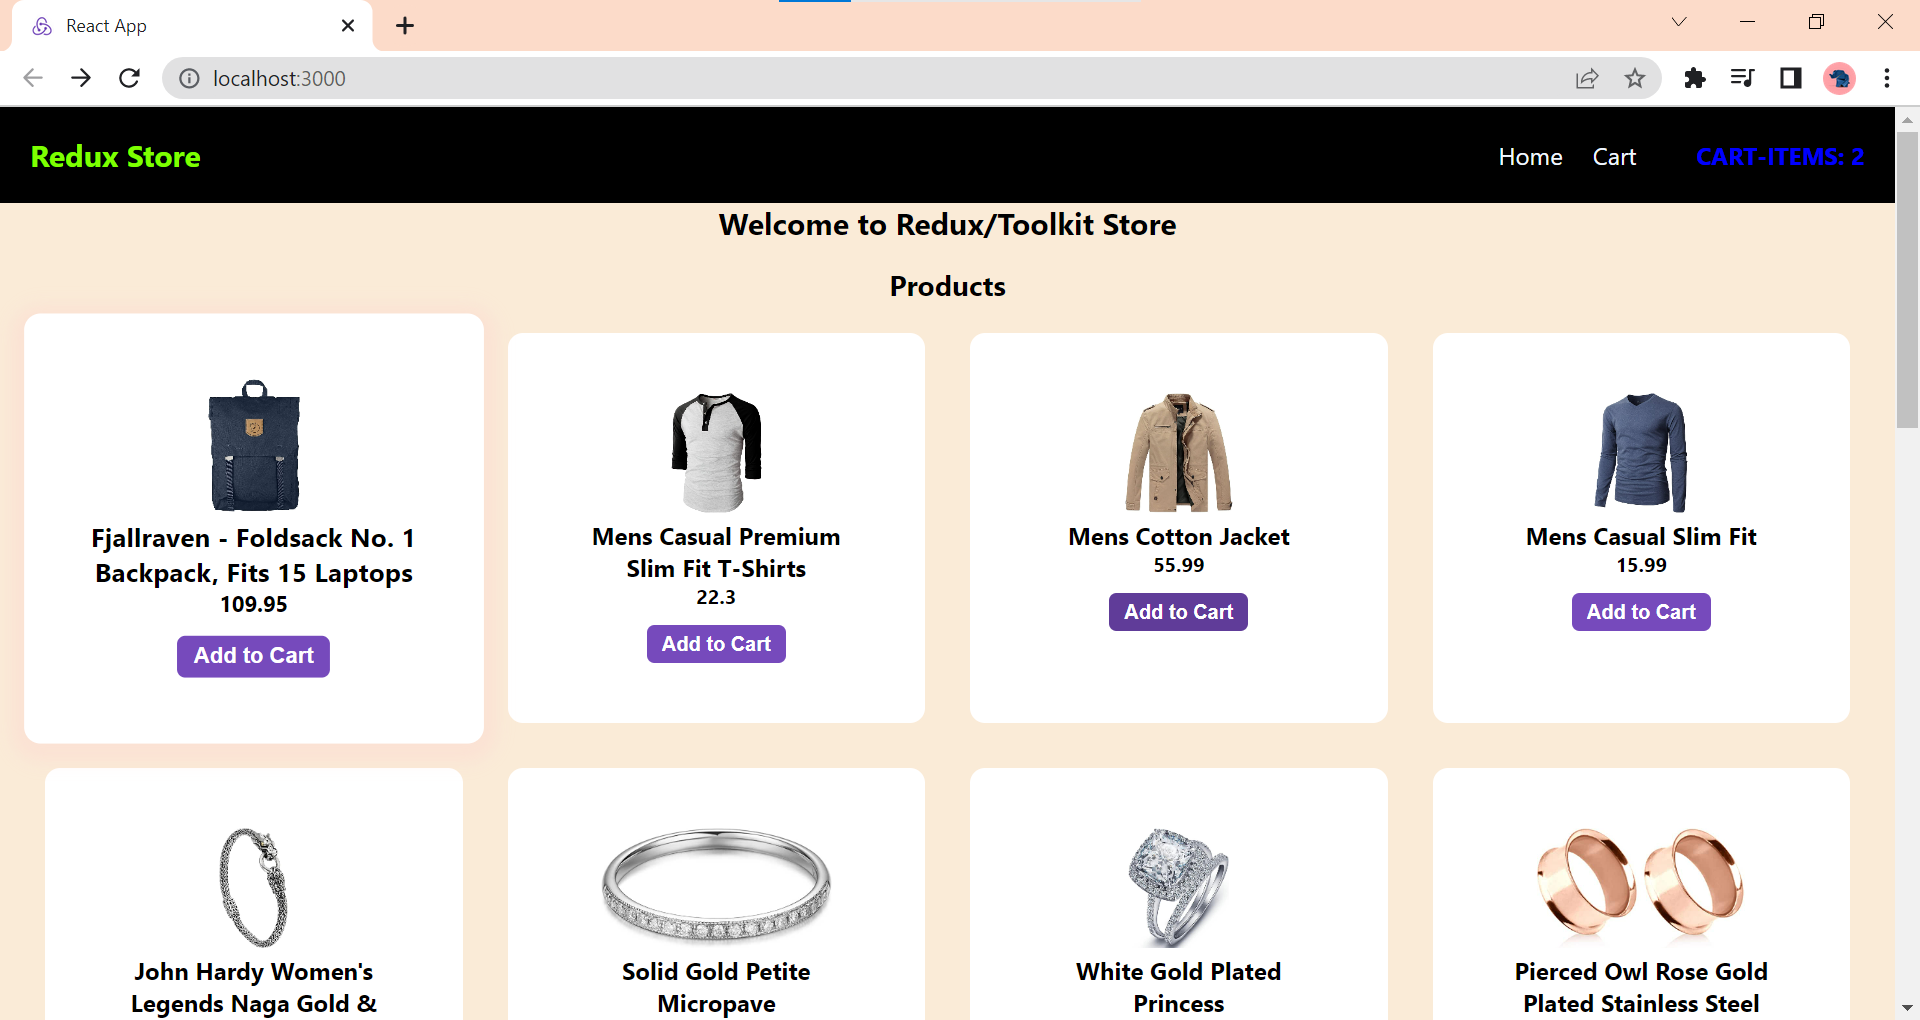 React App
localhost:3000
Redux Store
Home
Cart
CART-ITEMS: 2
Welcome to Redux/Toolkit Store
Products
Fjallraven - Foldsack No. 1
Backpack, Fits 15 Laptops
109.95
Add to Cart
Mens Casual Premium
Slim Fit T-Shirts
22.3
Add to Cart
Mens Cotton Jacket
55.99
Add to Cart
Mens Casual Slim Fit
15.99
Add to Cart
John Hardy Women's
Legends Naga Gold &
Solid Gold Petite
Micropave
White Gold Plated
Princess
Pierced Owl Rose Gold
Plated Stainless Steel